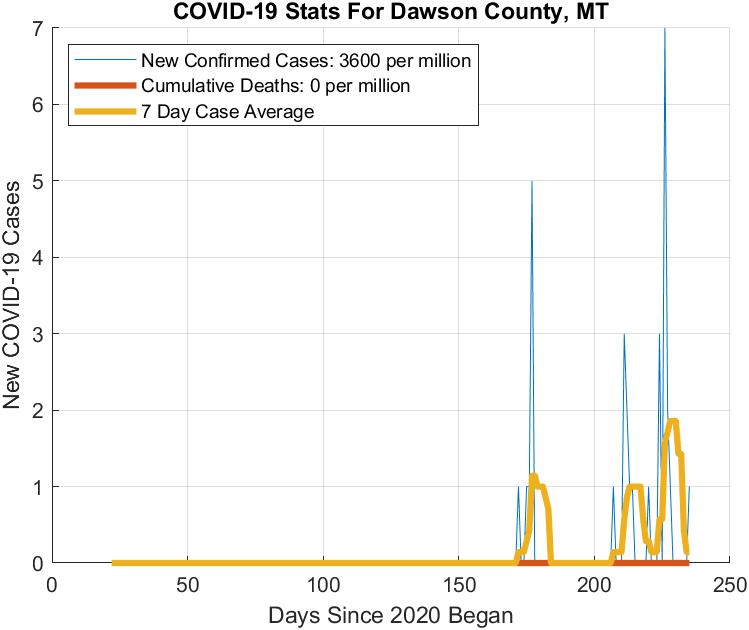 COVID-19 Stats For Dawson County, MT
New Confirmed Cases: 3600 per million
Cumulative Deaths: 0 per million
7 Day Case Average
New COVID-19 Cases
7
6
5
4
3
2
1
0
0 50 100 150 200 250
Days Since 2020 Began